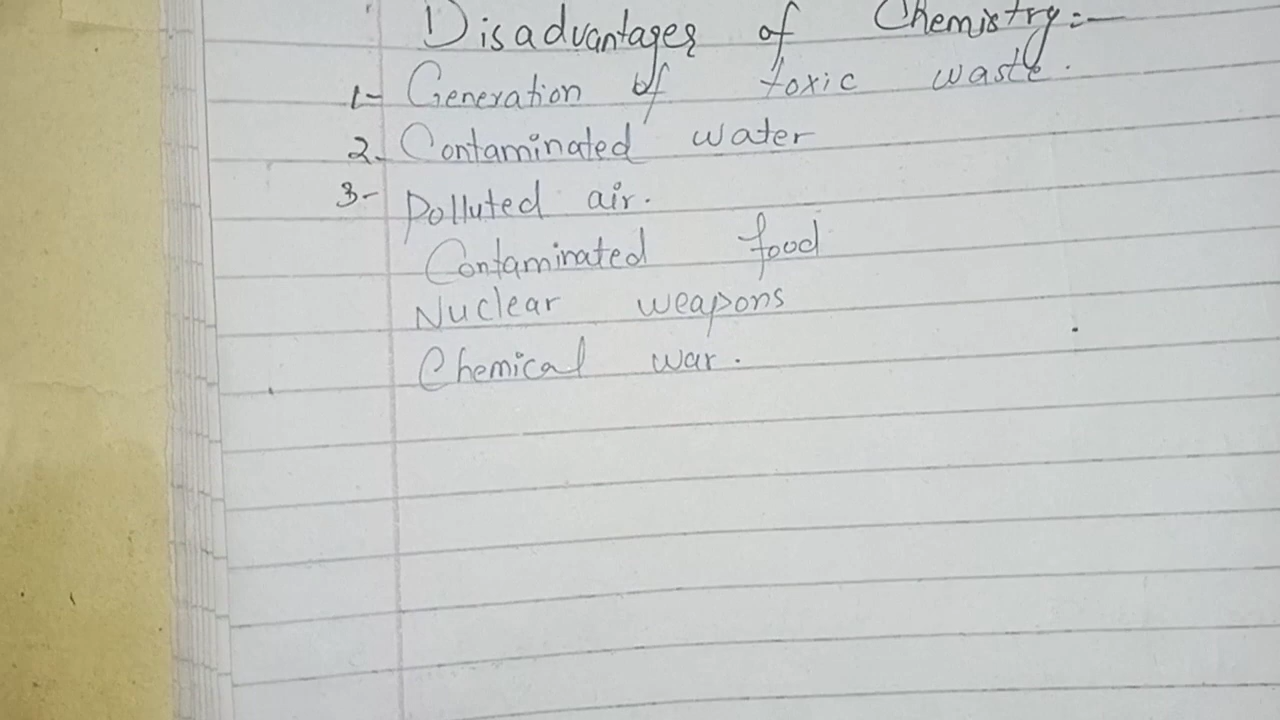 Disadvantages of Chemistry:-
1- Generation of toxic waste.
2. Contaminated water
3- Polluted air.
Contaminated food
Nuclear weapons
Chemical war.